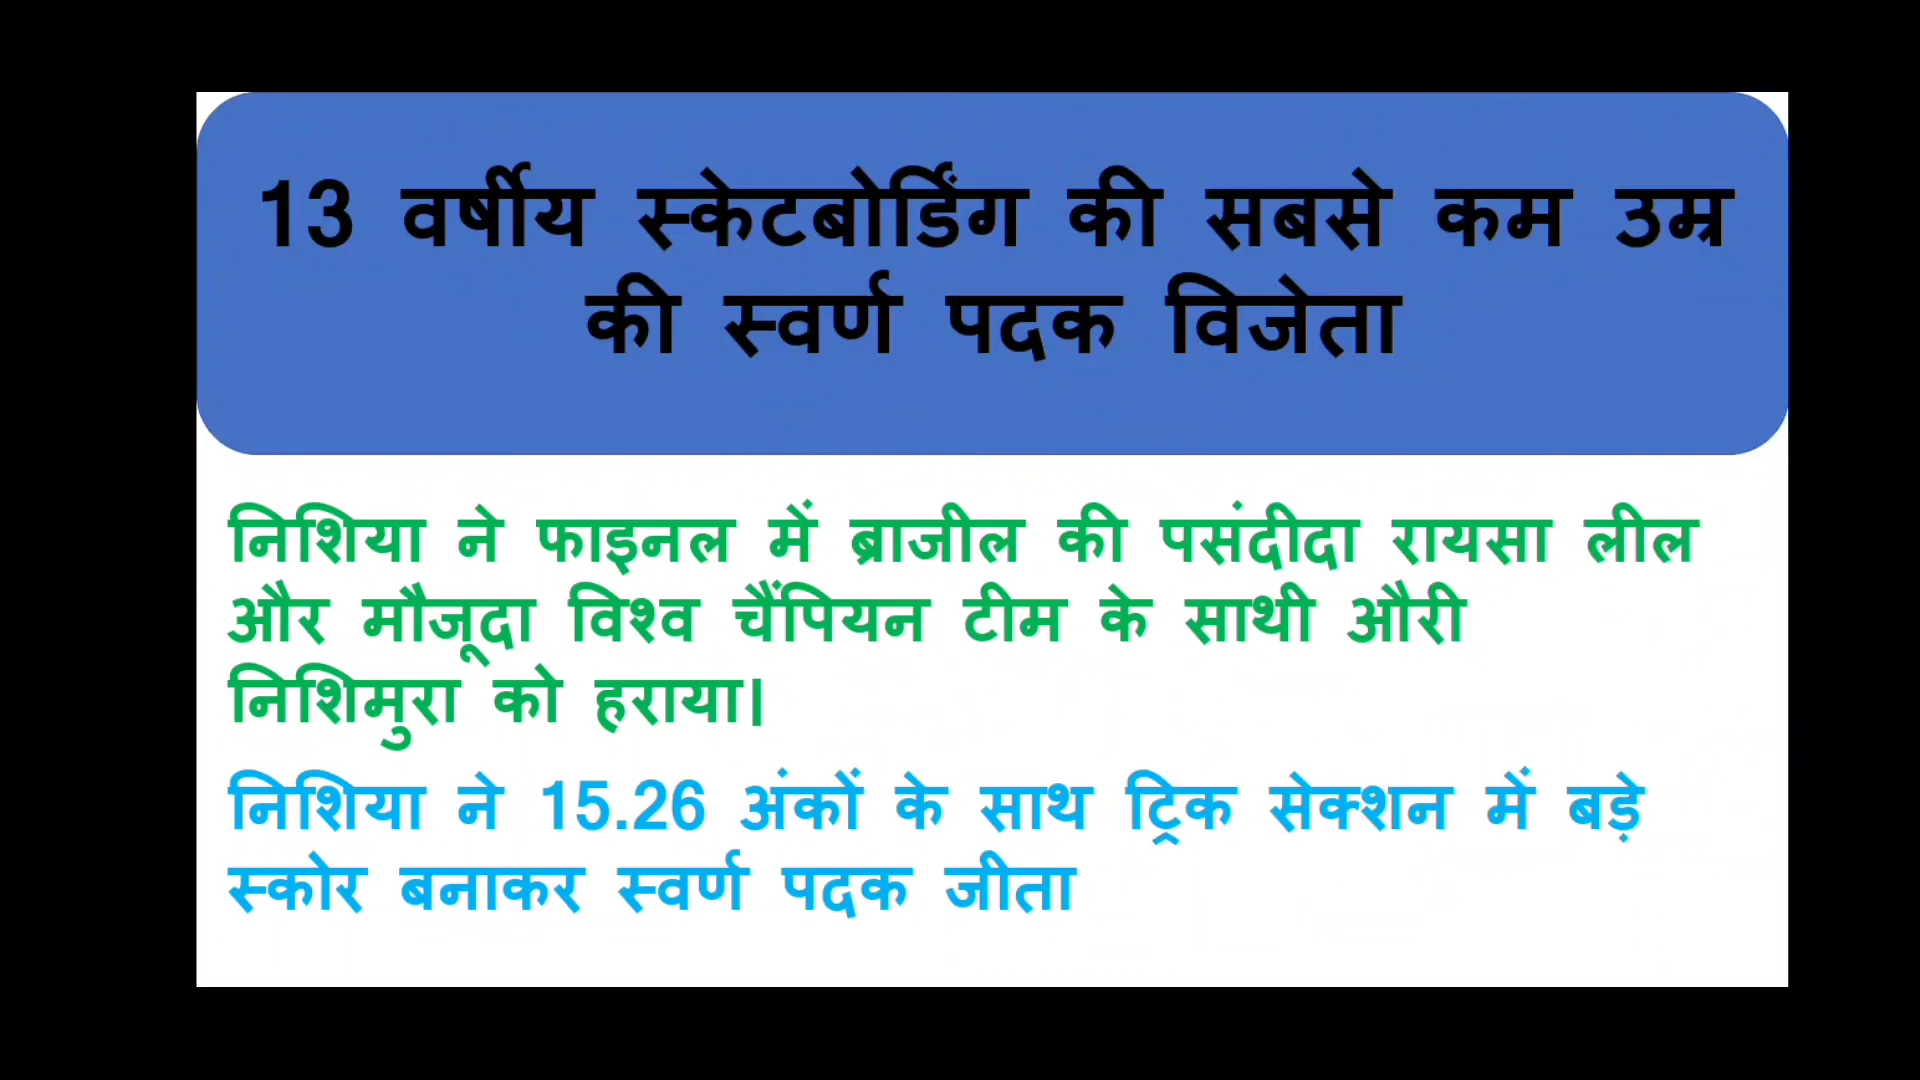 13 वर्षीय स्केटबोर्डिंग की सबसे कम उम्र
की स्वर्ण पदक विजेता
निशिया ने फाइनल में ब्राजील की पसंदीदा रायसा लील
और मौजूदा विश्व चैंपियन टीम के साथी औरी
निशिमुरा को हराया।
निशिया ने 15.26 अंकों के साथ ट्रिक सेक्शन में बड़े
स्कोर बनाकर स्वर्ण पदक जीता